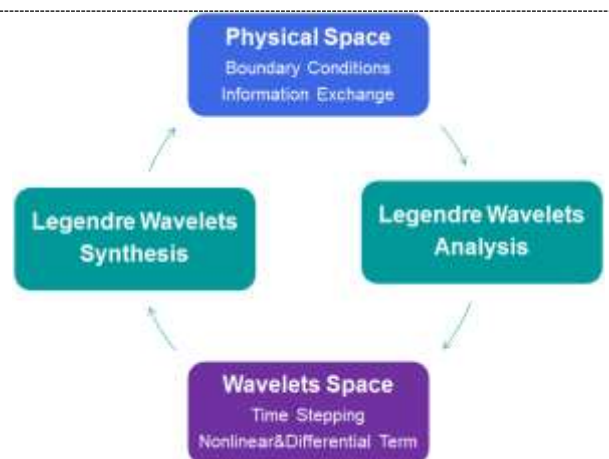 Physical Space
Boundary Conditions
Information Exchange
Legendre Wavelets
Synthesis
Legendre Wavelets
Analysis
Wavelets Space
Time Stepping
Nonlinear&Differential Term